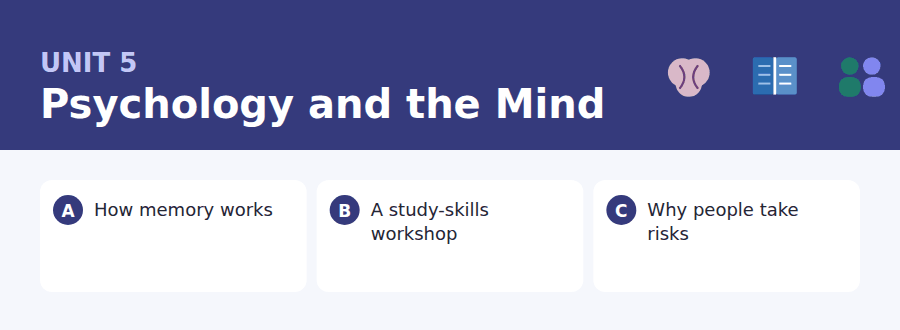 UNIT 5
Psychology and the Mind
A How memory works
B A study-skills
workshop
C Why people take
risks